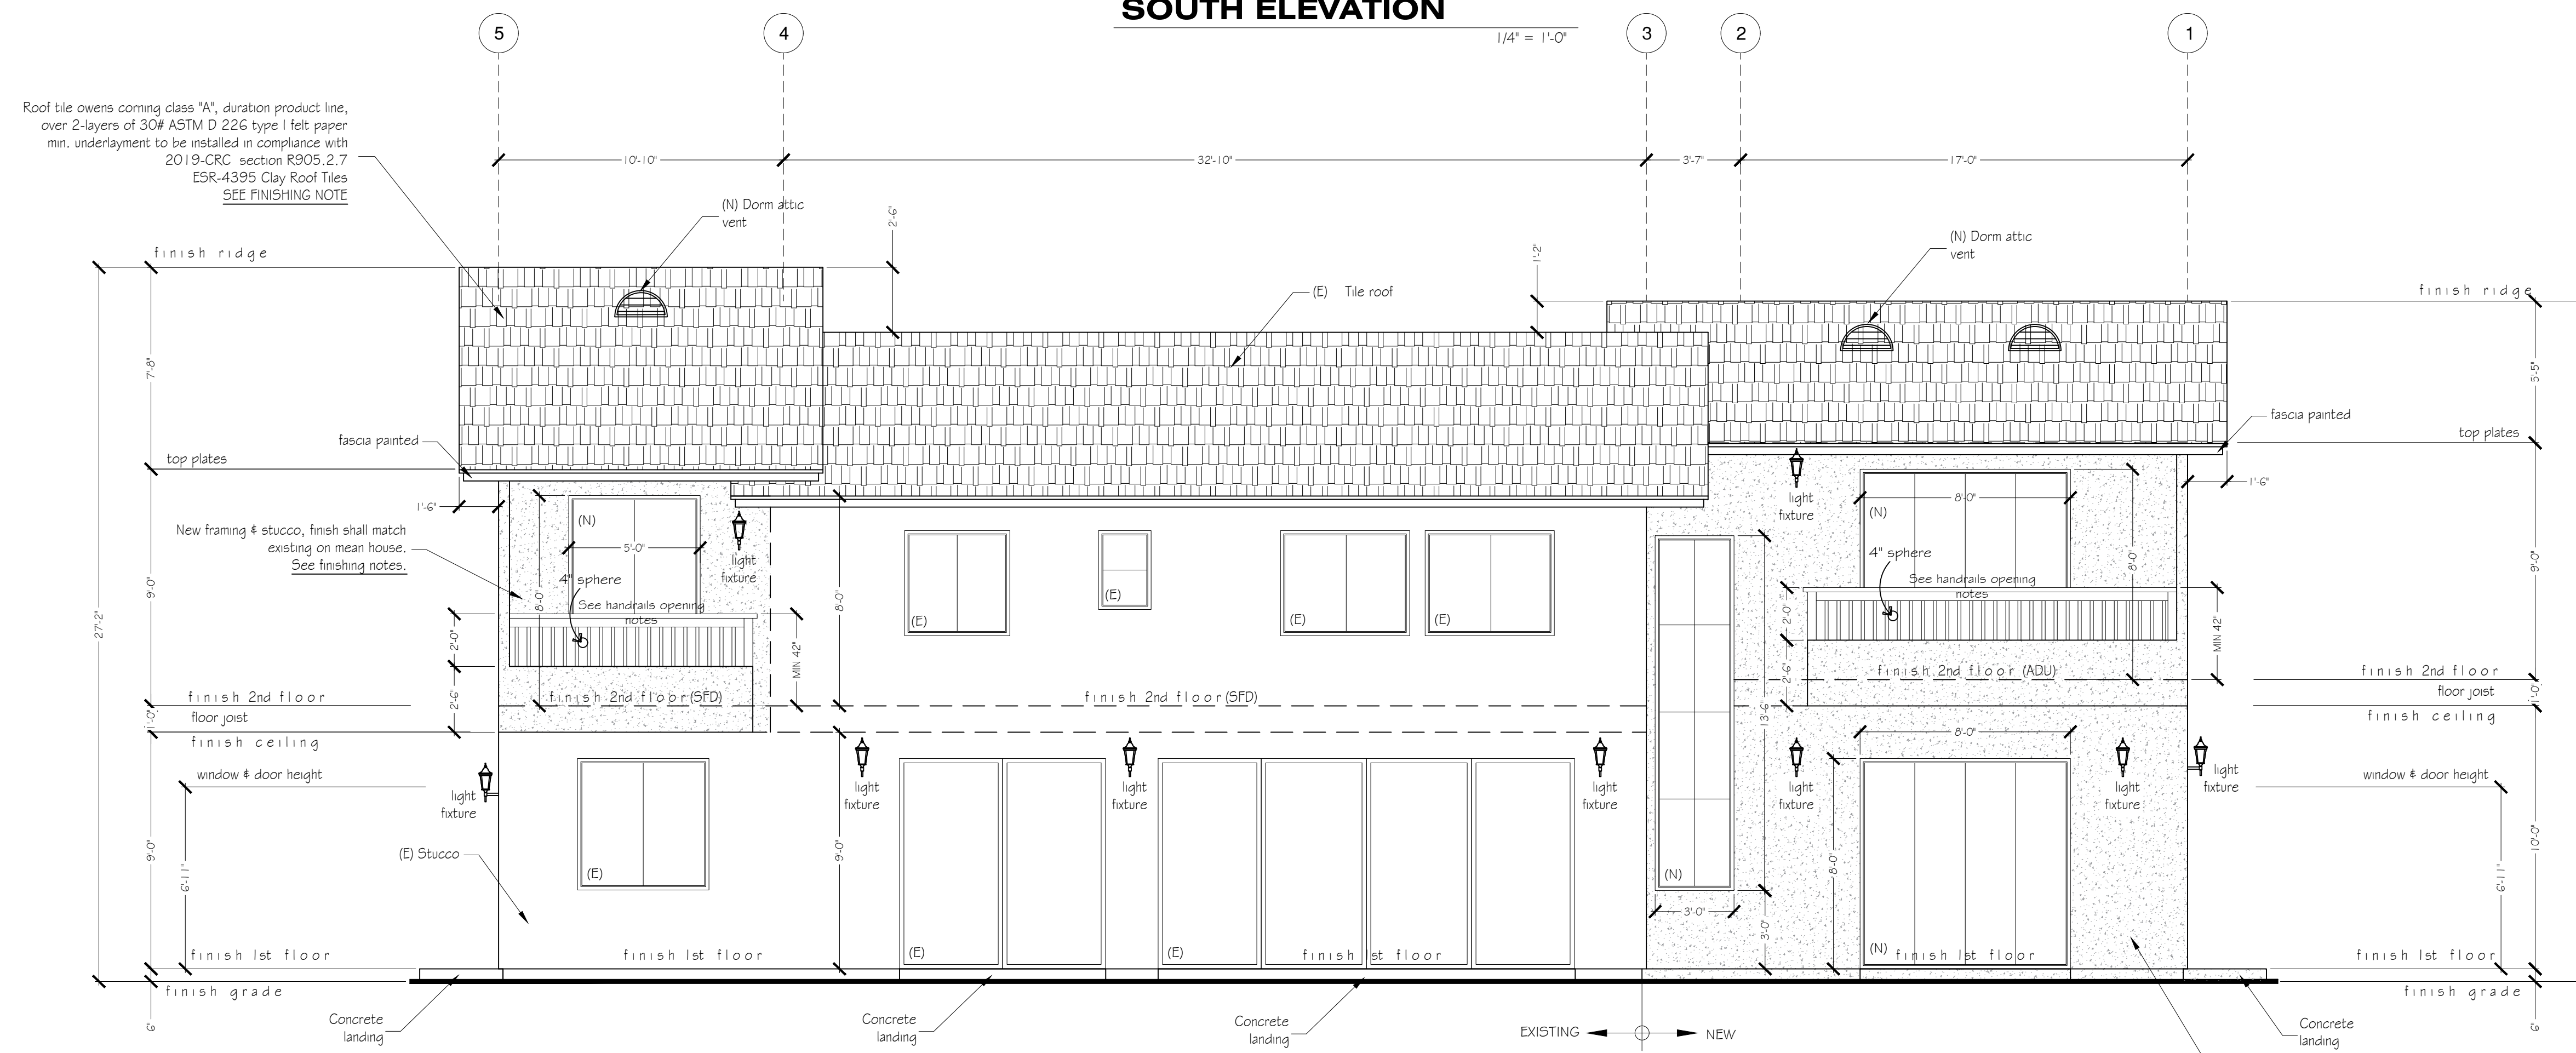 SOUTH ELEVATION
1/4" = 1'-0"
5
4
3
2
1
Roof tile owens corning class "A", duration product line,
over 2-layers of 30# ASTM D 226 type I felt paper
min. underlayment to be installed in compliance with
2019-CRC section R905.2.7
ESR-4395 Clay Roof Tiles
SEE FINISHING NOTE
10'-10"
32'-10"
3'-7"
17'-0"
(N) Dorm attic
vent
2'-6"
1'-2"
(N) Dorm attic
vent
finish ridge
(E) Tile roof
finish ridge
7'-8"
5'-5"
fascia painted
fascia painted
top plates
top plates
1'-6"
1'-6"
New framing & stucco, finish shall match
existing on mean house.
See finishing notes.
(N)
5'-0"
4" sphere
See handrails opening
notes
8'-0"
light
fixture
2'-0"
2'-6"
MIN 42"
8'-0"
(E)
(E)
(E)
(E)
light
fixture
(N)
8'-0"
4" sphere
See handrails opening
notes
8'-0"
2'-0"
2'-6"
MIN 42"
9'-0"
9'-0"
27'-2"
finish 2nd floor
finish 2nd floor (SFD)
finish 2nd floor (SFD)
finish 2nd floor (ADU)
finish 2nd floor
1'-0"
floor joist
floor joist
1'-0"
finish ceiling
finish ceiling
13'-6"
8'-0"
window & door height
window & door height
light
fixture
light
fixture
light
fixture
light
fixture
light
fixture
light
fixture
light
fixture
(E) Stucco
9'-0"
6'-11"
(E)
9'-0"
(E)
(E)
(N)
3'-0"
3'-0"
8'-0"
(N)
6'-11"
10'-0"
finish 1st floor
finish 1st floor
finish 1st floor
finish 1st floor
finish 1st floor
finish grade
finish grade
6"
6"
Concrete
landing
Concrete
landing
Concrete
landing
EXISTING
NEW
Concrete
landing